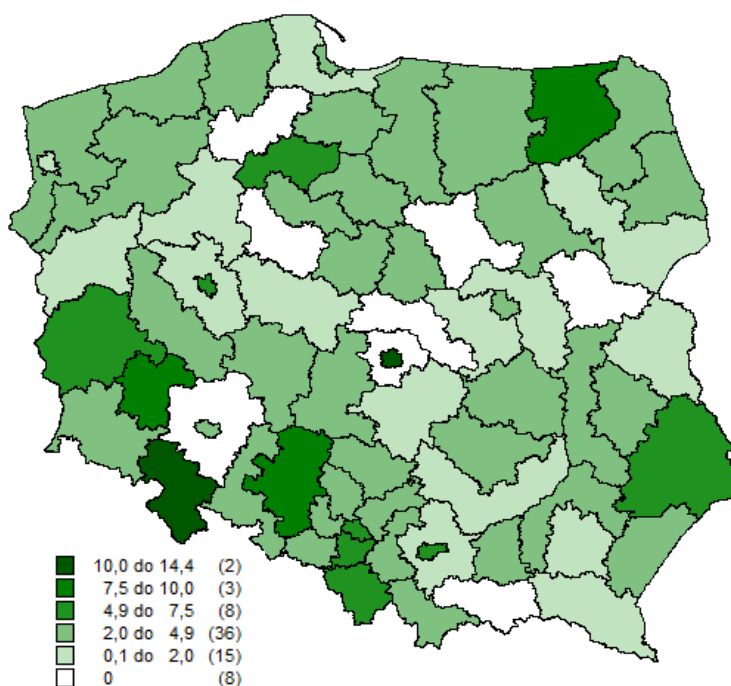 10,0 do 14,4 (2)
7,5 do 10,0 (3)
4,9 do 7,5 (8)
2,0 do 4,9 (36)
0,1 do 2,0 (15)
0 (8)